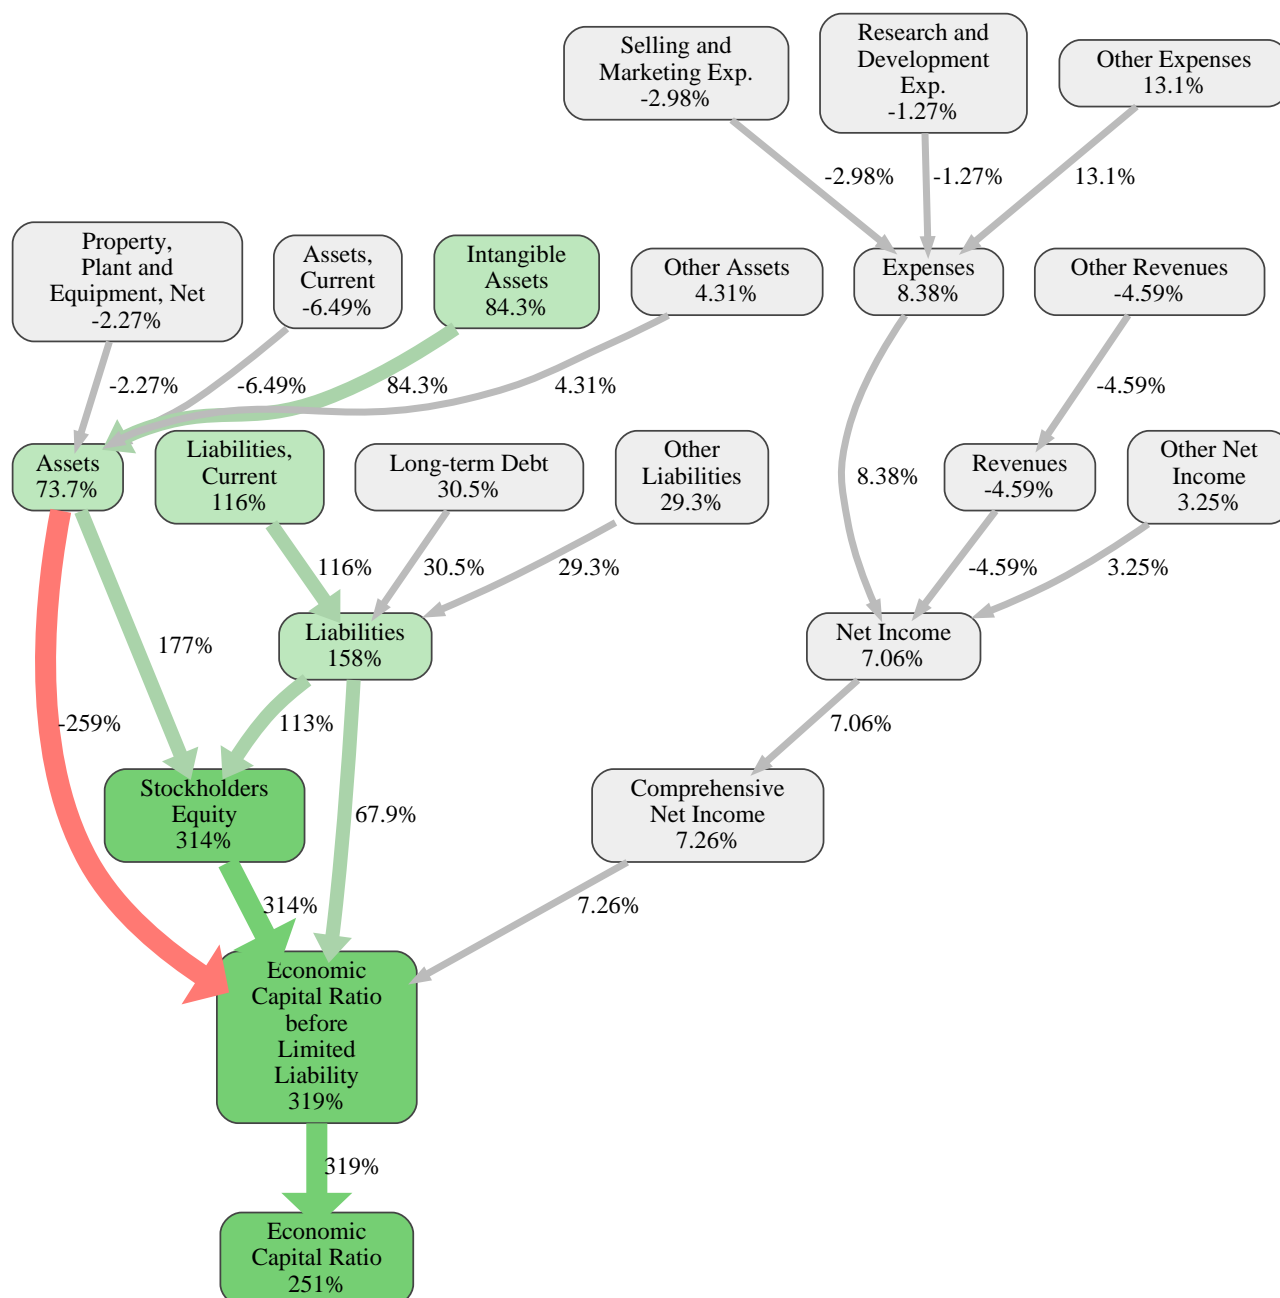 Selling and
Marketing Exp.
-2.98%
Research and
Development
Exp.
-1.27%
Other Expenses
13.1%
-2.98%
-1.27%
13.1%
Property,
Plant and
Equipment, Net
-2.27%
Assets,
Current
-6.49%
Intangible
Assets
84.3%
Other Assets
4.31%
Expenses
8.38%
Other Revenues
-4.59%
-2.27%
-6.49%
84.3%
4.31%
-4.59%
Assets
73.7%
Liabilities,
Current
116%
Long-term Debt
30.5%
Other
Liabilities
29.3%
8.38%
Revenues
-4.59%
Other Net
Income
3.25%
116%
30.5%
29.3%
-4.59%
3.25%
177%
Liabilities
158%
Net Income
7.06%
-259%
113%
7.06%
Stockholders
Equity
314%
67.9%
Comprehensive
Net Income
7.26%
314%
7.26%
Economic
Capital Ratio
before
Limited
Liability
319%
319%
Economic
Capital Ratio
251%